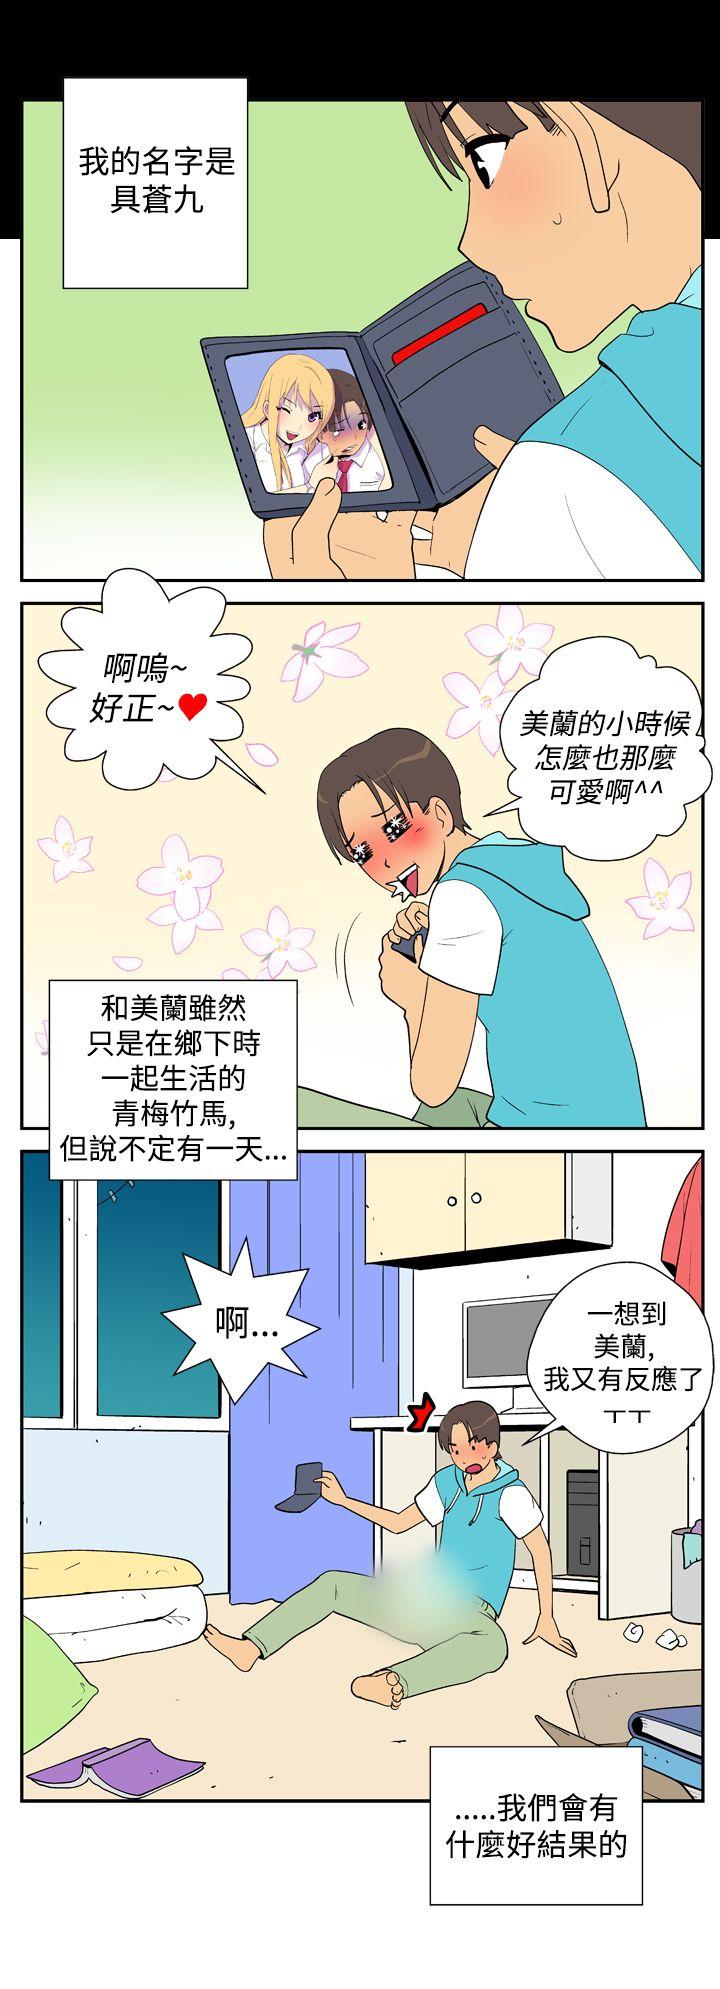 我的名字是
具蒼九
啊嗚~
好正~♥
美蘭的小時候
怎麼也那麼
可愛啊^^
和美蘭雖然
只是在鄉下時
一起生活的
青梅竹馬,
但說不定有一天...
啊...
一想到
美蘭,
我又有反應了
ㅜㅜ
.....我們會有
什麼好結果的